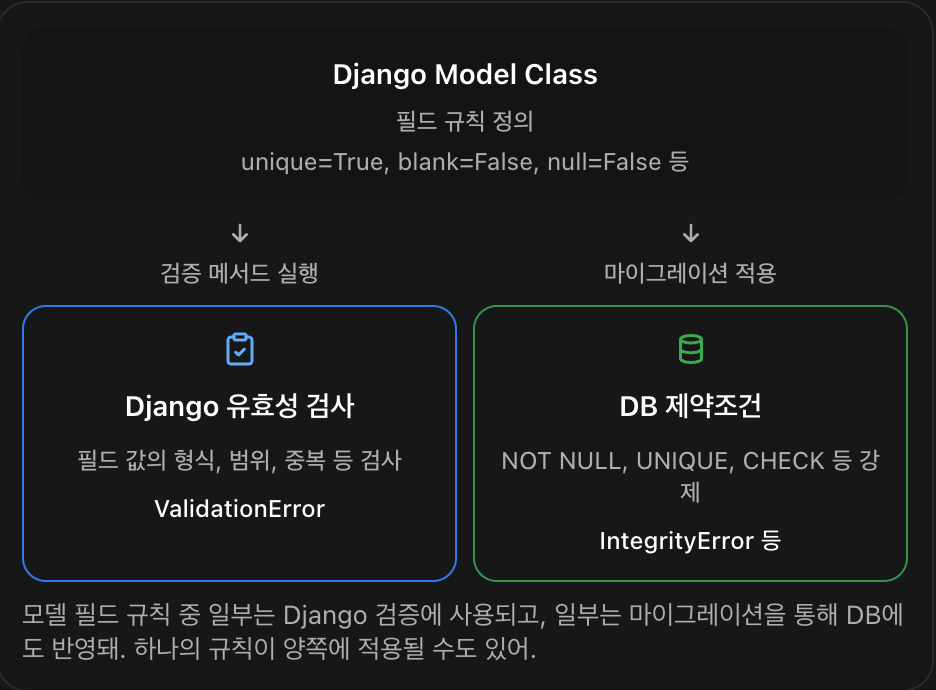 Django Model Class
필드 규칙 정의
unique=True, blank=False, null=False 등
검증 메서드 실행
마이그레이션 적용
Django 유효성 검사
필드 값의 형식, 범위, 중복 등 검사
ValidationError
DB 제약조건
NOT NULL, UNIQUE, CHECK 등 강
제
IntegrityError 등
모델 필드 규칙 중 일부는 Django 검증에 사용되고, 일부는 마이그레이션을 통해 DB에
도 반영돼. 하나의 규칙이 양쪽에 적용될 수도 있어.